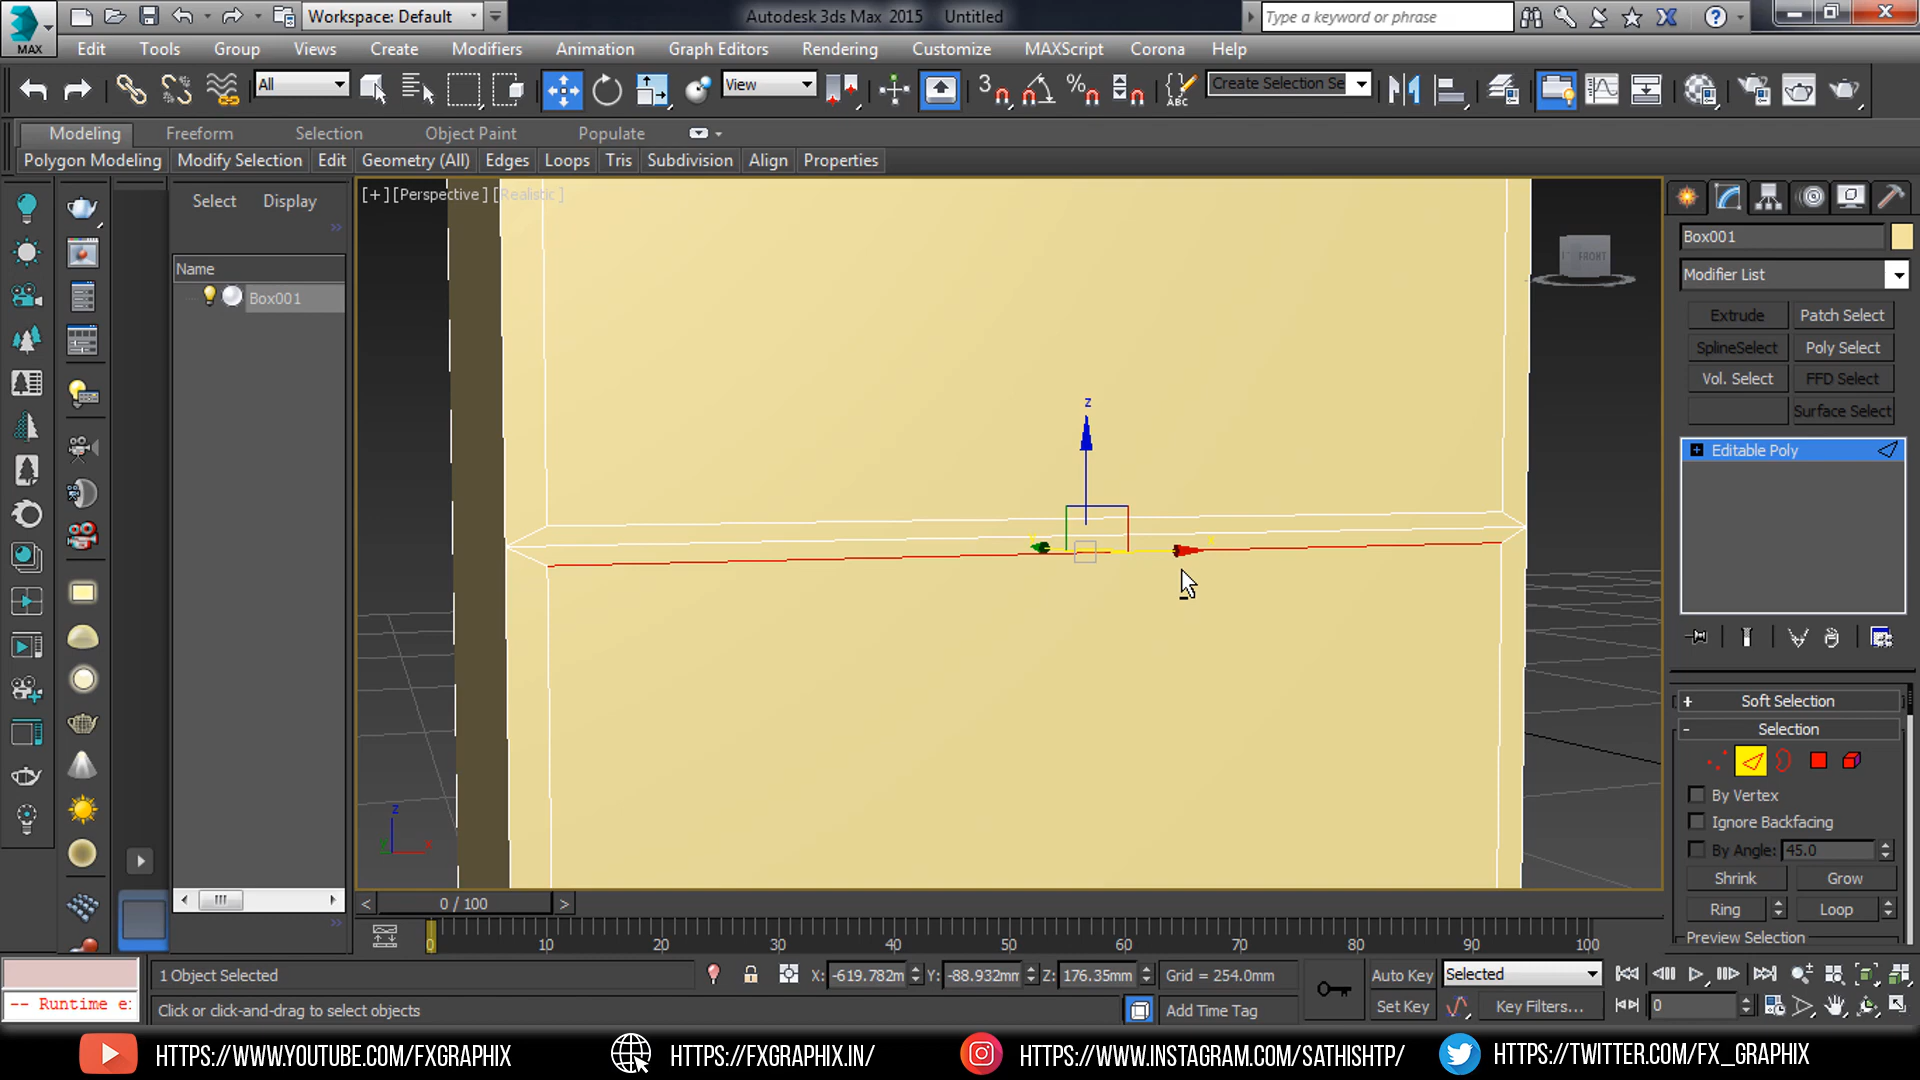 MAX
Workspace: Default
Autodesk 3ds Max 2015
Untitled
Type a keyword or phrase
Edit
Tools
Group
Views
Create
Modifiers
Animation
Graph Editors
Rendering
Customize
MAXScript
Corona
Help
All
View
3
ABC
Create Selection Se
Modeling
Freeform
Selection
Object Paint
Populate
Polygon Modeling
Modify Selection
Edit
Geometry (All)
Edges
Loops
Tris
Subdivision
Align
Properties
Select
Display
Name
Box001
[+] [Perspective] [Realistic]
FRONT
z
z
x
Box001
Modifier List
Extrude
Patch Select
SplineSelect
Poly Select
Vol. Select
FFD Select
Surface Select
Editable Poly
+ Soft Selection
- Selection
By Vertex
Ignore Backfacing
By Angle: 45.0
Shrink
Grow
Ring
Loop
Preview Selection
< 0 / 100 >
0 10 20 30 40 50 60 70 80 90 100
1 Object Selected
X: -619.782m
Y: -88.932mm
Z: 176.35mm
Grid = 254.0mm
Auto Key
Selected
-- Runtime e:
Click or click-and-drag to select objects
Add Time Tag
Set Key
Key Filters...
0
HTTPS://WWW.YOUTUBE.COM/FXGRAPHIX
HTTPS://FXGRAPHIX.IN/
HTTPS://WWW.INSTAGRAM.COM/SATHISHTP/
HTTPS://TWITTER.COM/FX_GRAPHIX